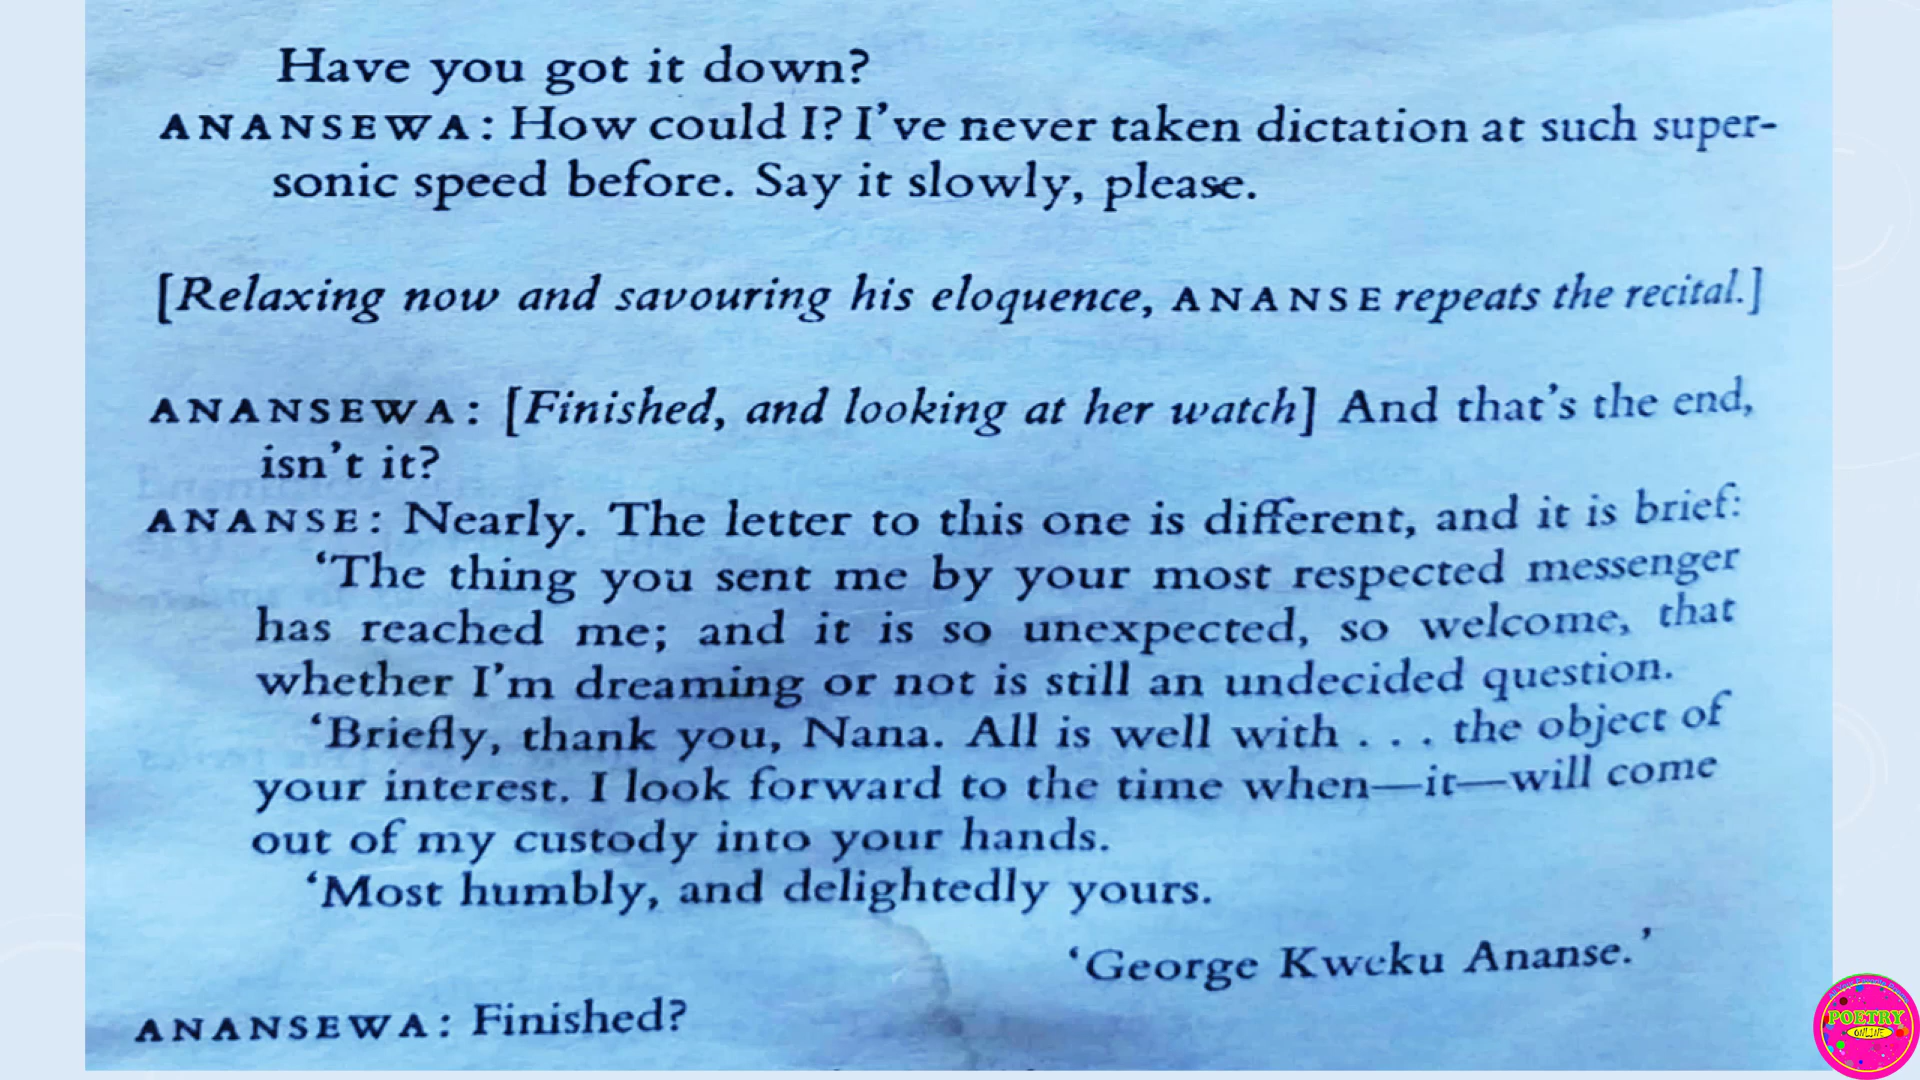 Have you got it down?
ANANSEWA: How could I? I've never taken dictation at such super-
sonic speed before. Say it slowly, please.
[Relaxing now and savouring his eloquence, ANANSE repeats the recital.]
ANANSEWA: [Finished, and looking at her watch] And that's the end,
isn't it?
ANANSE: Nearly. The letter to this one is different, and it is brief:
‘The thing you sent me by your most respected messenger
has reached me; and it is so unexpected, so welcome, that
whether I'm dreaming or not is still an undecided question.
‘Briefly, thank you, Nana. All is well with . . . the object of
your interest. I look forward to the time when—it—will come
out of my custody into your hands.
‘Most humbly, and delightedly yours.
‘George Kweku Ananse.’
ANANSEWA: Finished?
POETRY
ONLINE